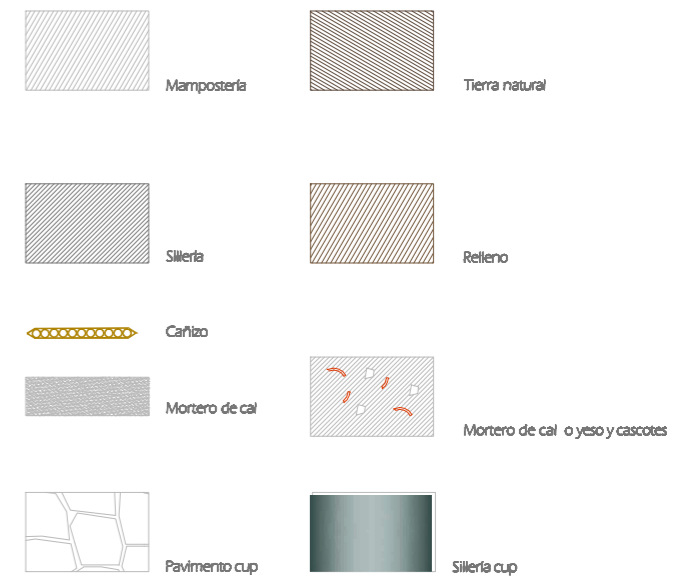 Mampostería
Tierra natural
Sillería
Relleno
Cañizo
Mortero de cal
Mortero de cal o yeso y cascotes
Pavimento cup
Sillería cup